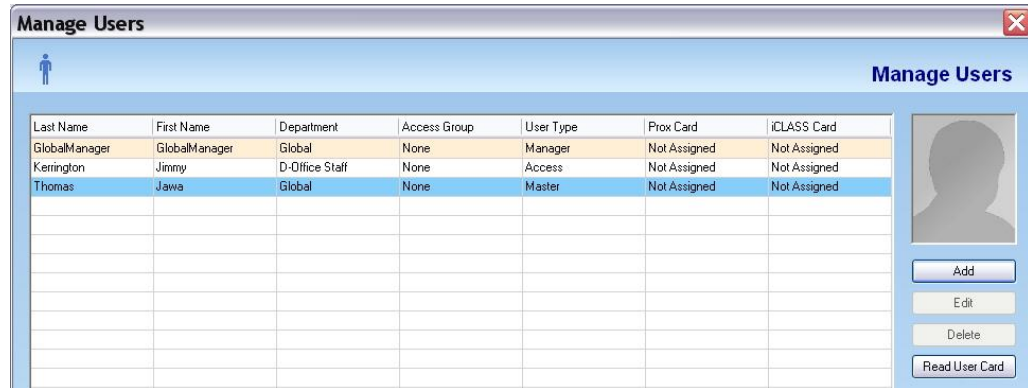 Manage Users
Manage Users
Last Name First Name Department Access Group User Type Prox Card iCLASS Card
GlobalManager GlobalManager Global None Manager Not Assigned Not Assigned
Kerrington Jimmy D-Office Staff None Access Not Assigned Not Assigned
Thomas Jawa Global None Master Not Assigned Not Assigned
Add
Edit
Delete
Read User Card